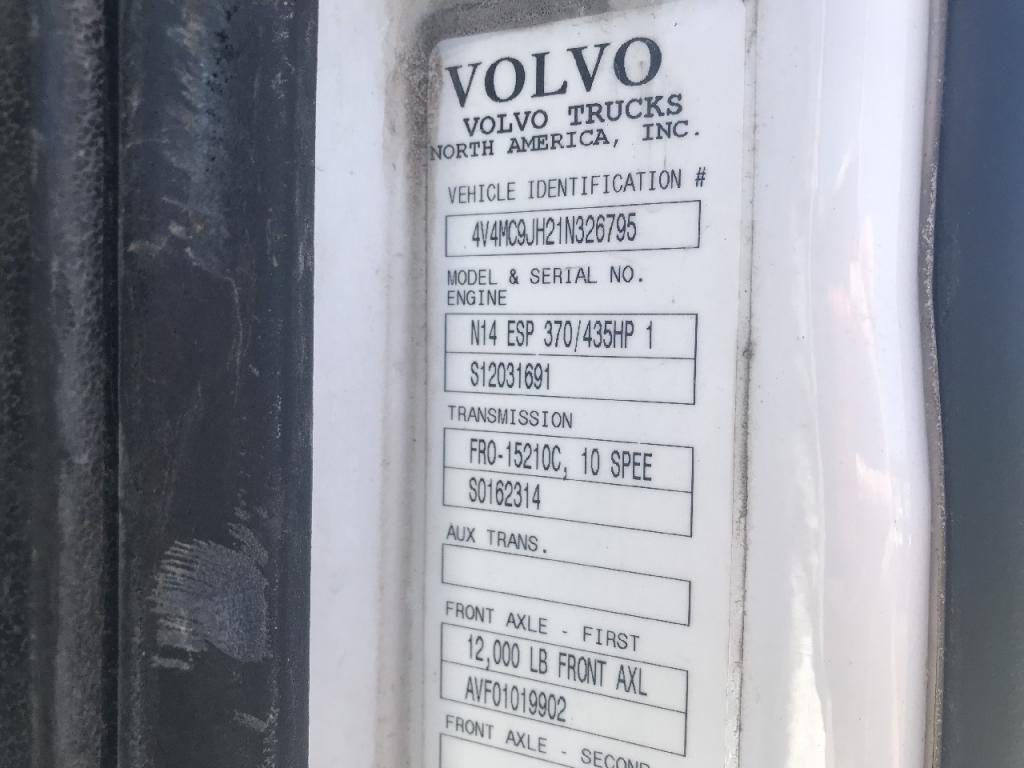 VOLVO
VOLVO TRUCKS
NORTH AMERICA, INC.
VEHICLE IDENTIFICATION #
4V4MC9JH21N326795
MODEL & SERIAL NO.
ENGINE
N14 ESP 370/435HP 1
S12031691
TRANSMISSION
FRO-15210C, 10 SPEE
S0162314
AUX TRANS.
FRONT AXLE - FIRST
12,000 LB FRONT AXL
AVF01019902
FRONT AXLE - SECOND